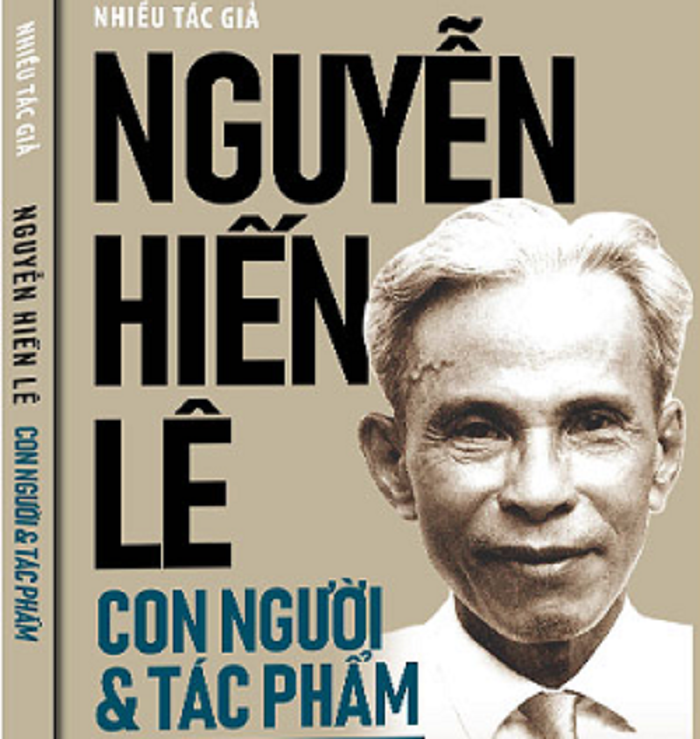 NHIỀU TÁC GIẢ
NGUYỄN
HIẾN
LÊ
CON NGƯỜI
& TÁC PHẨM
NHIỀU TÁC GIẢ NGUYỄN HIẾN LÊ CON NGƯỜI & TÁC PHẨM